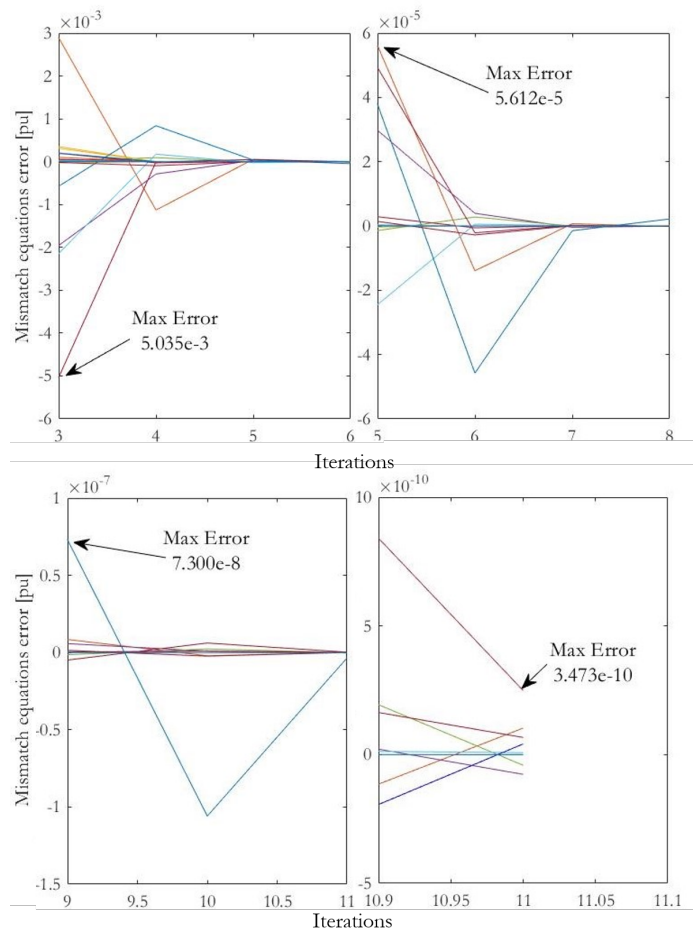 ×10⁻³
3
2
1
0
-1
-2
-3
-4
-5
-6
Mismatch equations error [pu]
Max Error
5.035e-3
3 4 5 6
×10⁻⁵
6
4
2
0
-2
-4
-6
Max Error
5.612e-5
5 6 7 8
Iterations
×10⁻⁷
1
0.5
0
-0.5
-1
-1.5
Mismatch equations error [pu]
Max Error
7.300e-8
9 9.5 10 10.5 11
×10⁻¹⁰
10
5
0
-5
Max Error
3.473e-10
10.9 10.95 11 11.05 11.1
Iterations